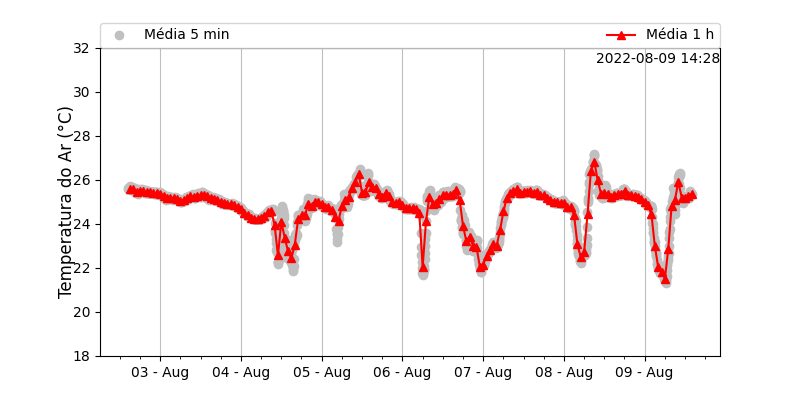 Média 5 min
Média 1 h
2022-08-09 14:28
Temperatura do Ar (°C)
32
30
28
26
24
22
20
18
03 - Aug
04 - Aug
05 - Aug
06 - Aug
07 - Aug
08 - Aug
09 - Aug